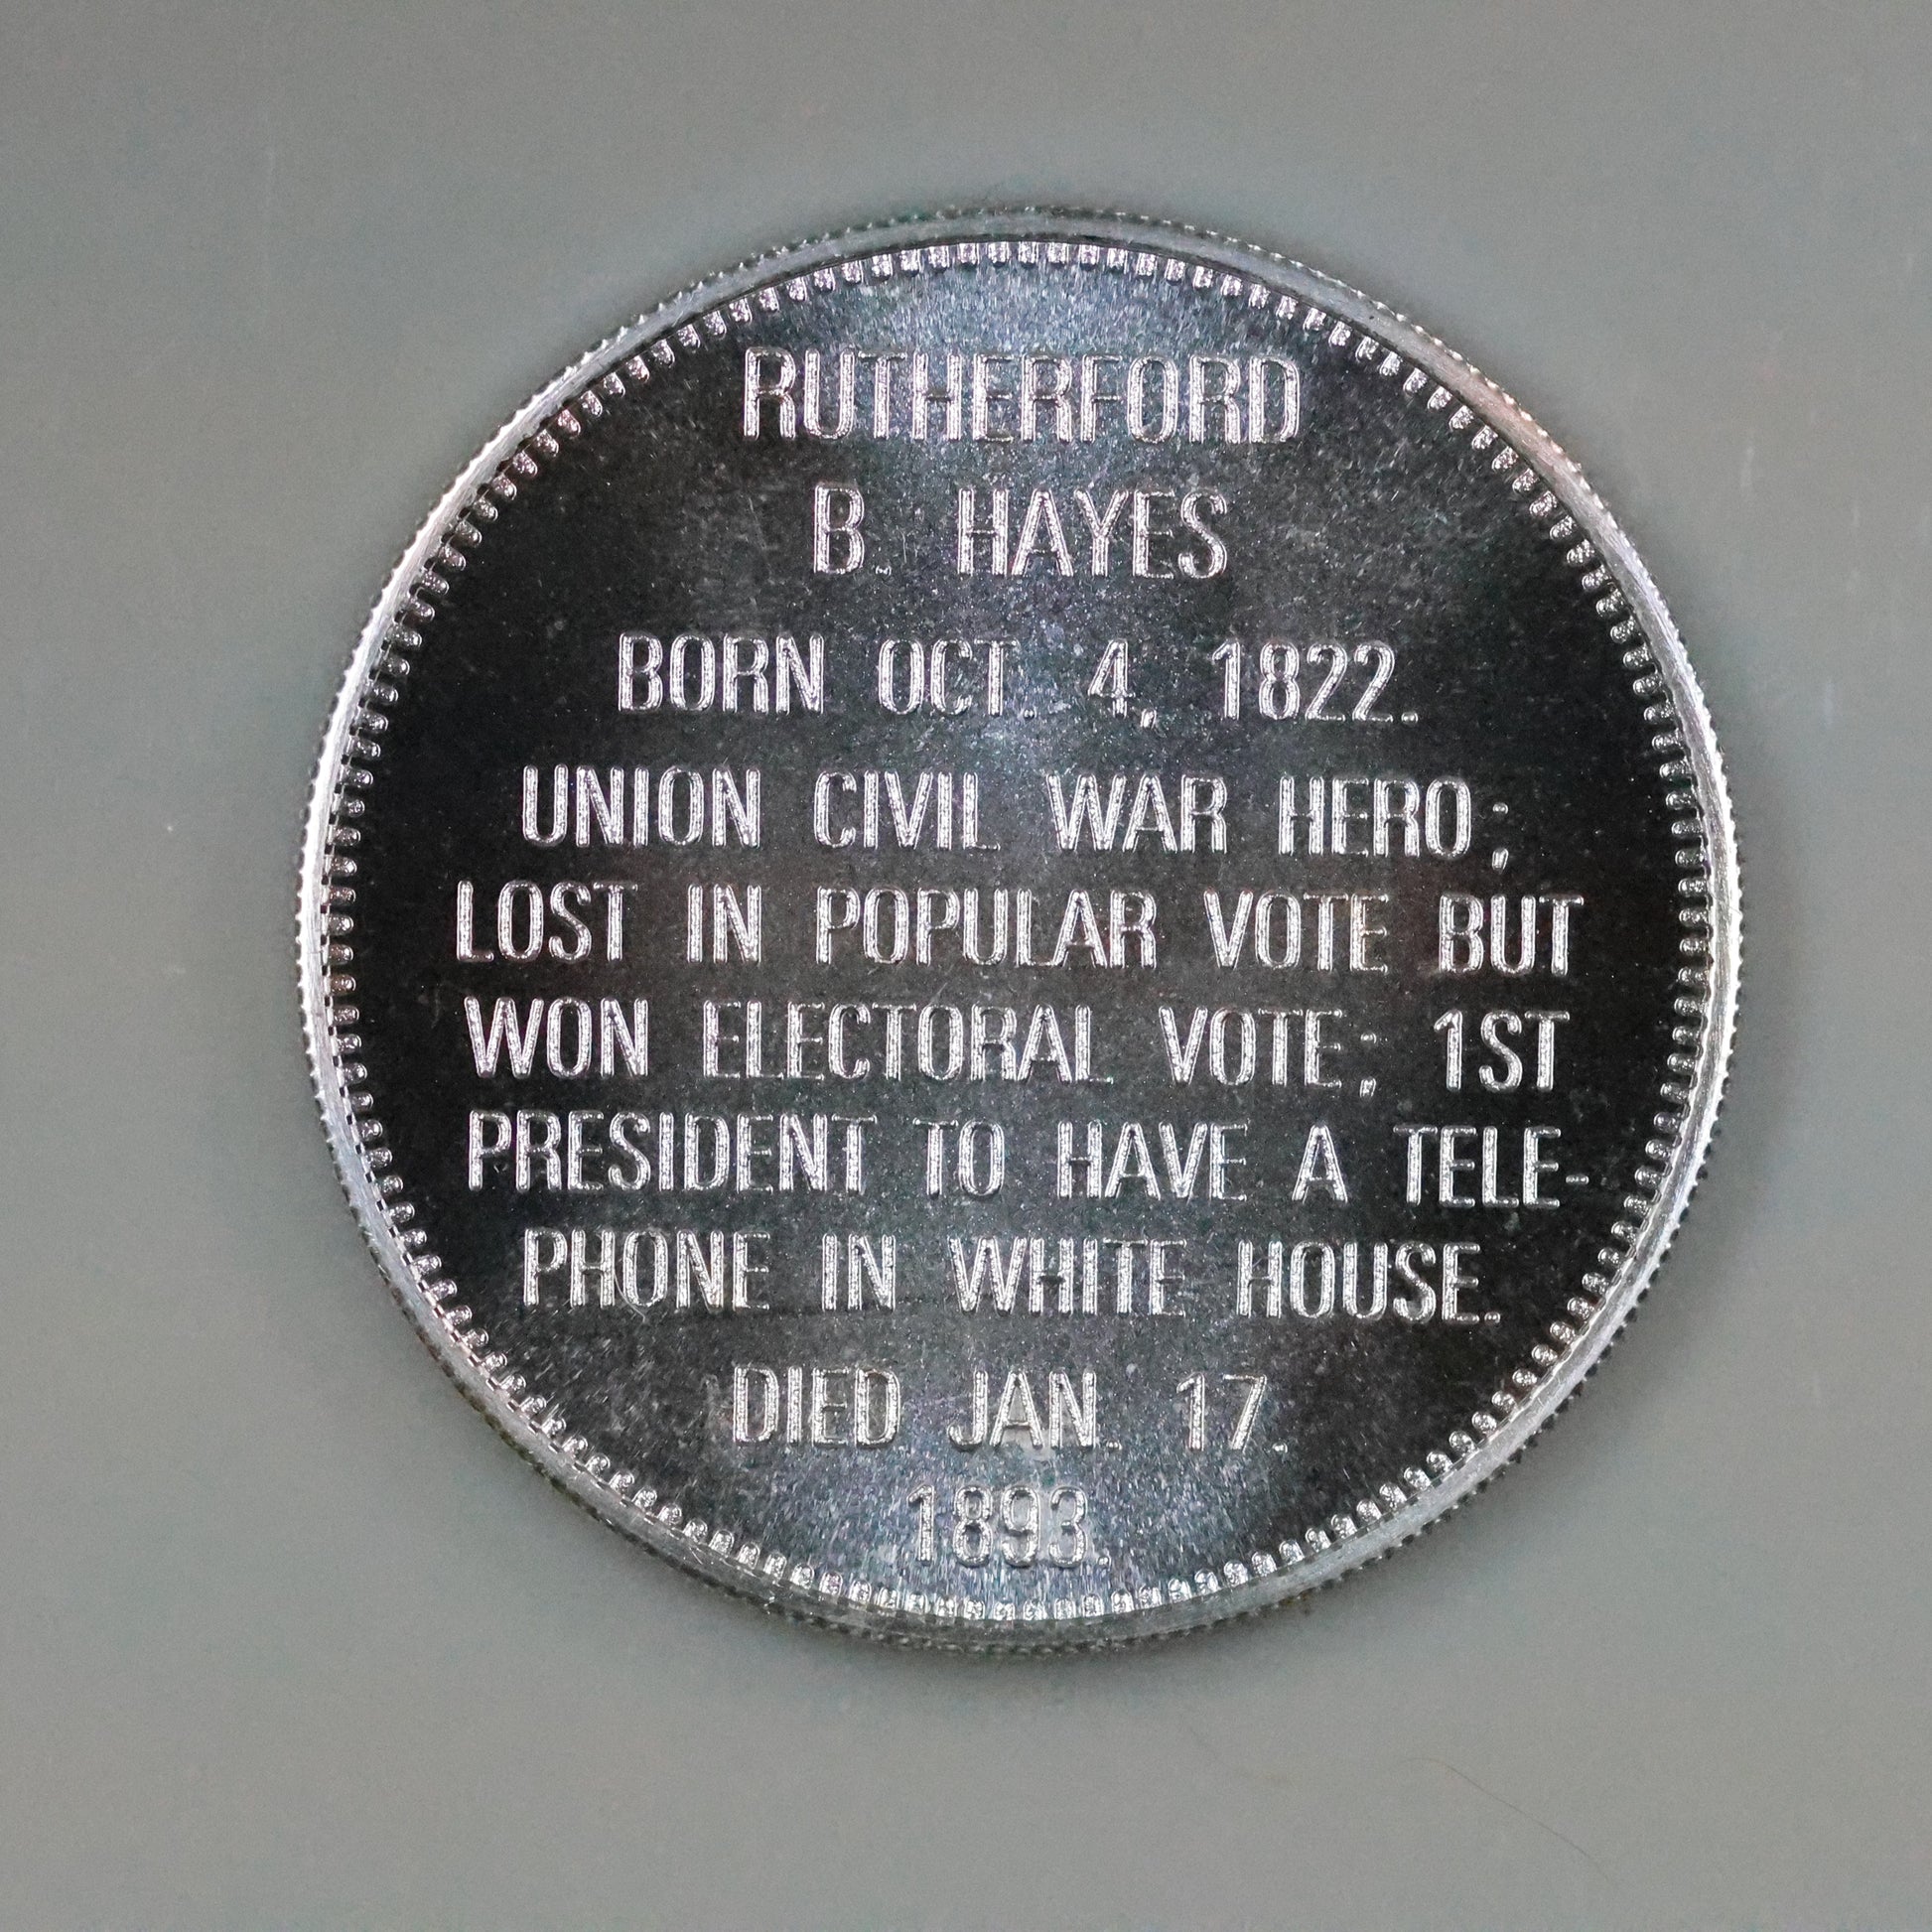 RUTHERFORD
B. HAYES
BORN OCT. 4, 1822.
UNION CIVIL WAR HERO;
LOST IN POPULAR VOTE BUT
WON ELECTORAL VOTE; 1ST
PRESIDENT TO HAVE A TELE-
PHONE IN WHITE HOUSE.
DIED JAN. 17.
1893.